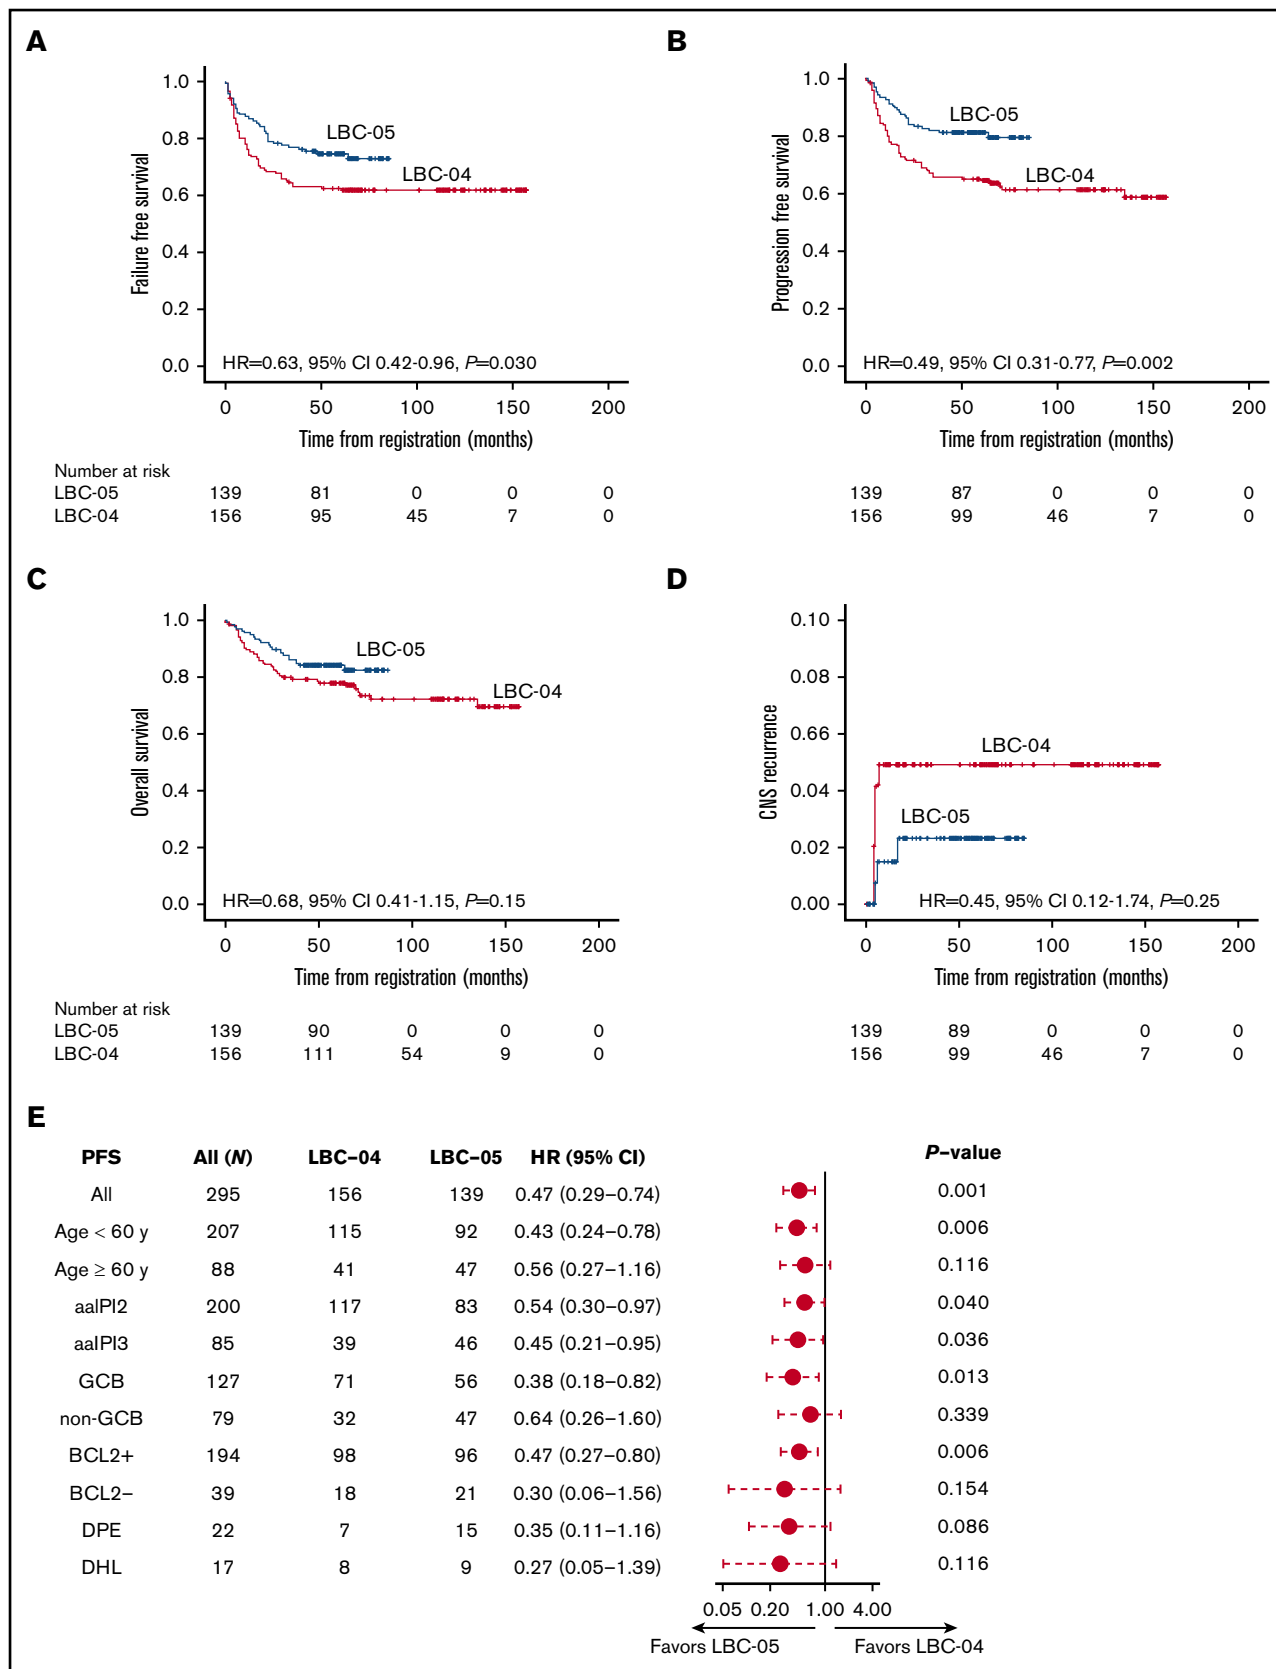 A
1.0
0.8
0.6
0.4
0.2
0.0
Failure free survival
LBC-05
LBC-04
HR=0.63, 95% CI 0.42-0.96, P=0.030
0 50 100 150 200
Time from registration (months)
Number at risk
LBC-05 139 81 0 0 0
LBC-04 156 95 45 7 0
B
1.0
0.8
0.6
0.4
0.2
0.0
Progression free survival
LBC-05
LBC-04
HR=0.49, 95% CI 0.31-0.77, P=0.002
0 50 100 150 200
Time from registration (months)
139 87 0 0 0
156 99 46 7 0
C
1.0
0.8
0.6
0.4
0.2
0.0
Overall survival
LBC-05
LBC-04
HR=0.68, 95% CI 0.41-1.15, P=0.15
0 50 100 150 200
Time from registration (months)
Number at risk
LBC-05 139 90 0 0 0
LBC-04 156 111 54 9 0
D
0.10
0.08
0.66
0.04
0.02
0.00
CNS recurrence
LBC-04
LBC-05
HR=0.45, 95% CI 0.12-1.74, P=0.25
0 50 100 150 200
Time from registration (months)
139 89 0 0 0
156 99 46 7 0
E
PFS All (N) LBC–04 LBC–05 HR (95% CI) P–value
All 295 156 139 0.47 (0.29–0.74) 0.001
Age < 60 y 207 115 92 0.43 (0.24–0.78) 0.006
Age ≥ 60 y 88 41 47 0.56 (0.27–1.16) 0.116
aaIPI2 200 117 83 0.54 (0.30–0.97) 0.040
aaIPI3 85 39 46 0.45 (0.21–0.95) 0.036
GCB 127 71 56 0.38 (0.18–0.82) 0.013
non-GCB 79 32 47 0.64 (0.26–1.60) 0.339
BCL2+ 194 98 96 0.47 (0.27–0.80) 0.006
BCL2– 39 18 21 0.30 (0.06–1.56) 0.154
DPE 22 7 15 0.35 (0.11–1.16) 0.086
DHL 17 8 9 0.27 (0.05–1.39) 0.116
0.05 0.20 1.00 4.00
Favors LBC-05 Favors LBC-04